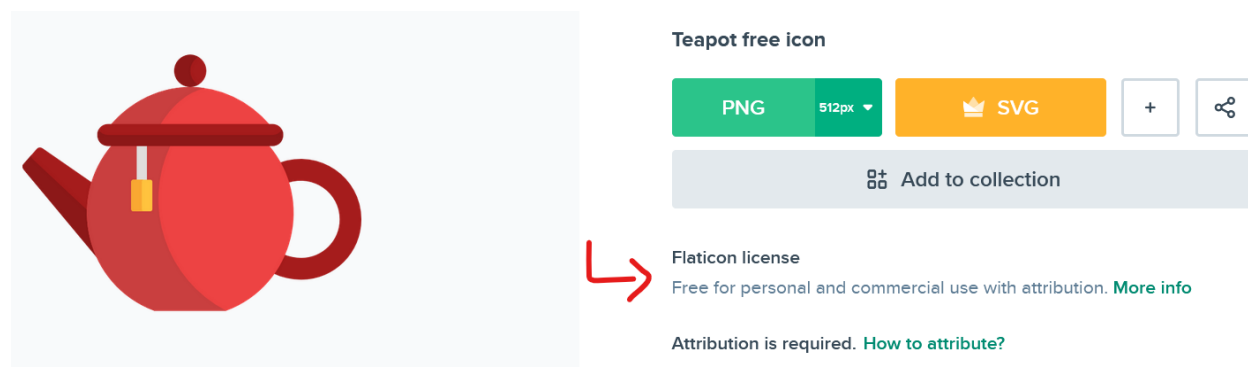 Teapot free icon
PNG 512px SVG +
Add to collection
Flaticon license
Free for personal and commercial use with attribution. More info
Attribution is required. How to attribute?